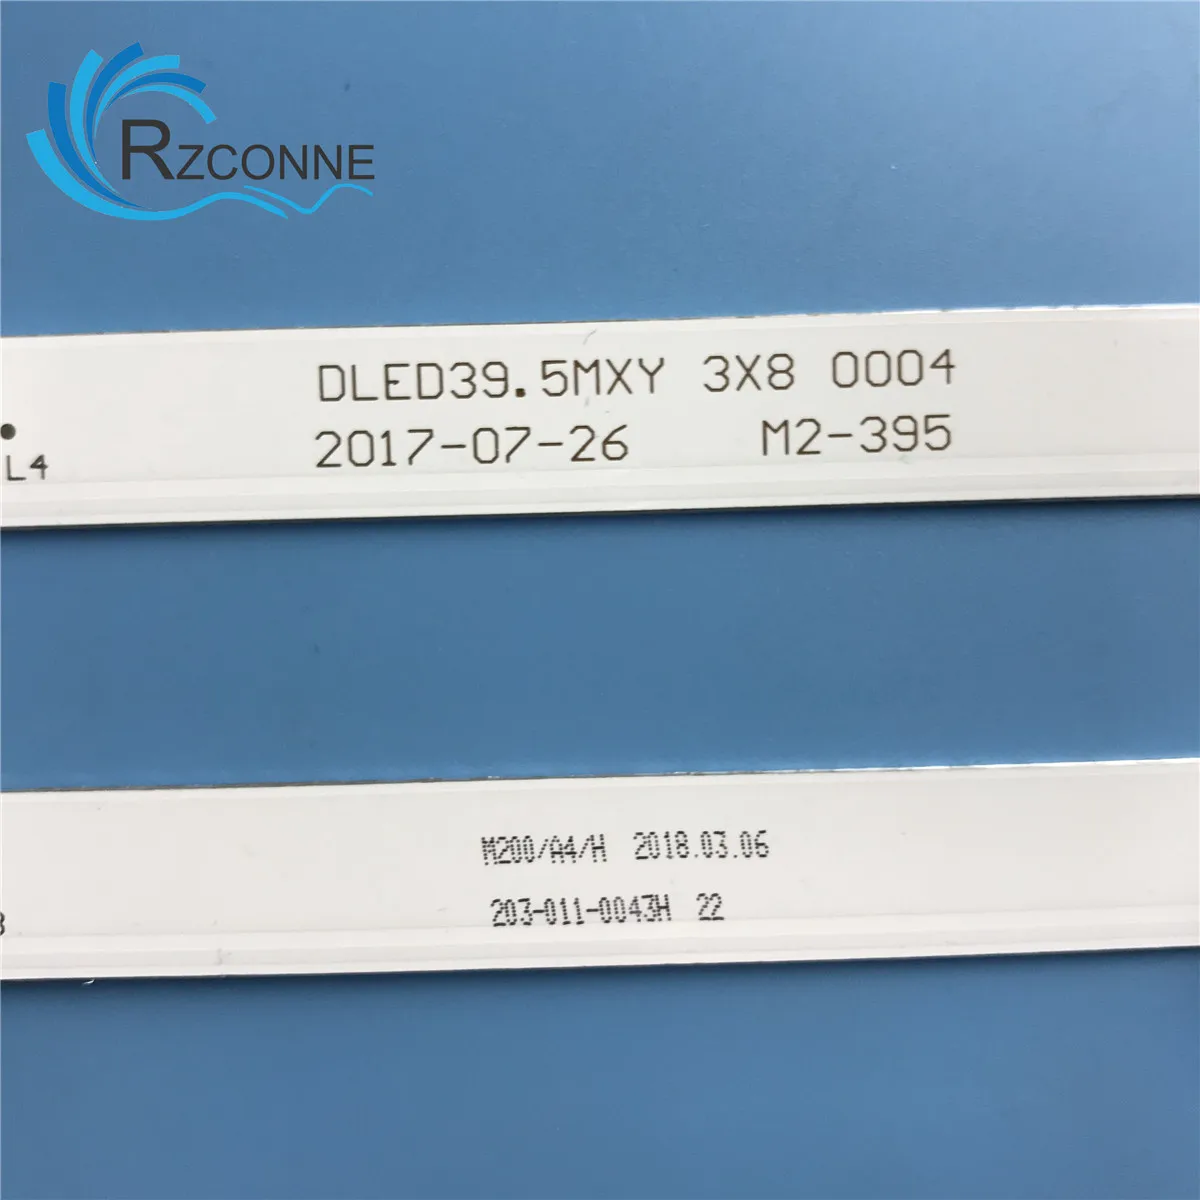 RZCONNE
DLED39.5MXY 3X8 0004
2017-07-26 M2-395
L4
M200/A4/H 2018.03.06
203-011-0043H 22